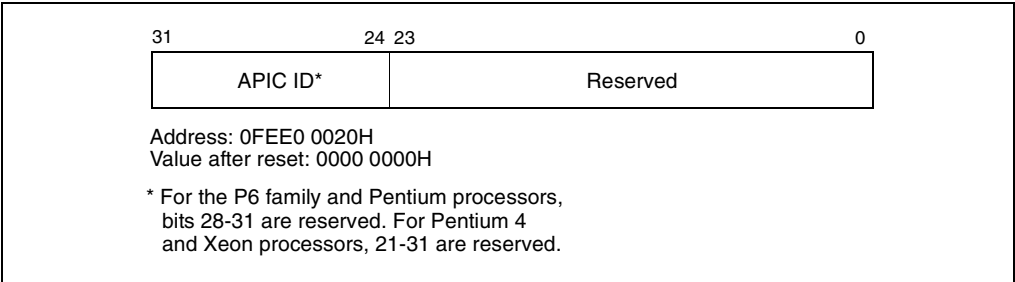 31 24 23 0
APIC ID* Reserved
Address: 0FEE0 0020H
Value after reset: 0000 0000H
* For the P6 family and Pentium processors,
bits 28-31 are reserved. For Pentium 4
and Xeon processors, 21-31 are reserved.